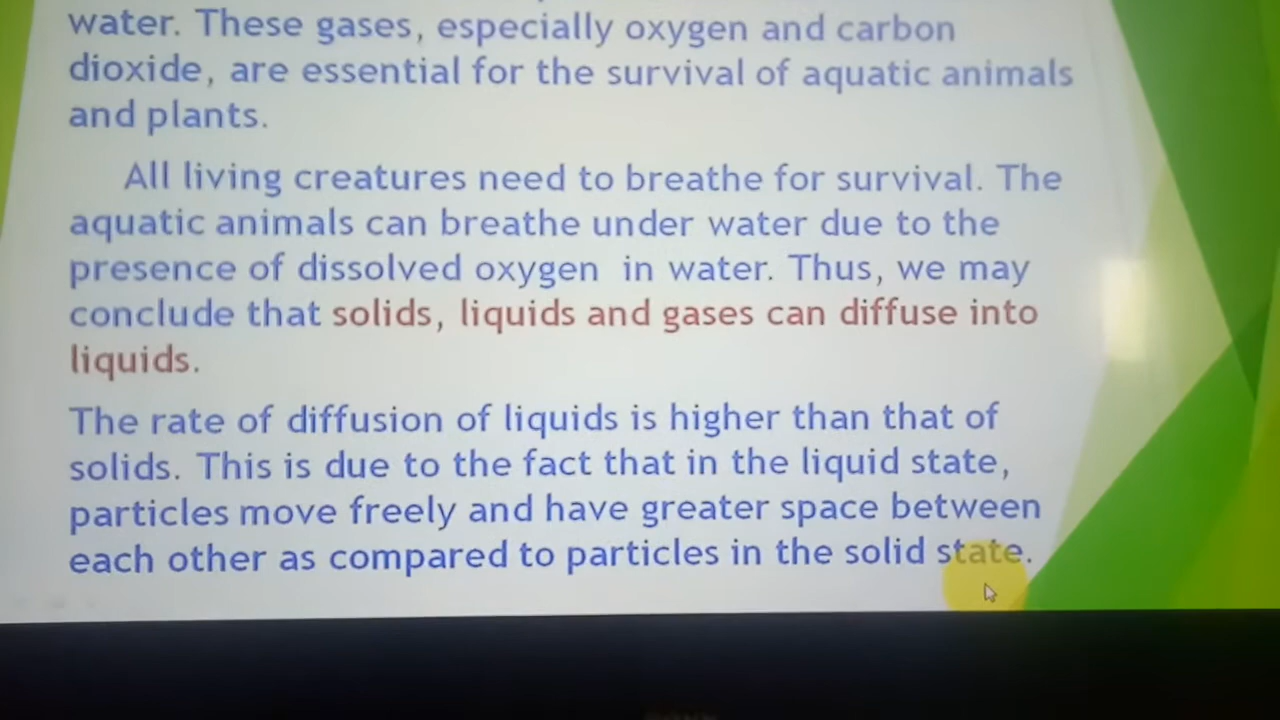 water. These gases, especially oxygen and carbon
dioxide, are essential for the survival of aquatic animals
and plants.
All living creatures need to breathe for survival. The
aquatic animals can breathe under water due to the
presence of dissolved oxygen in water. Thus, we may
conclude that solids, liquids and gases can diffuse into
liquids.
The rate of diffusion of liquids is higher than that of
solids. This is due to the fact that in the liquid state,
particles move freely and have greater space between
each other as compared to particles in the solid state.